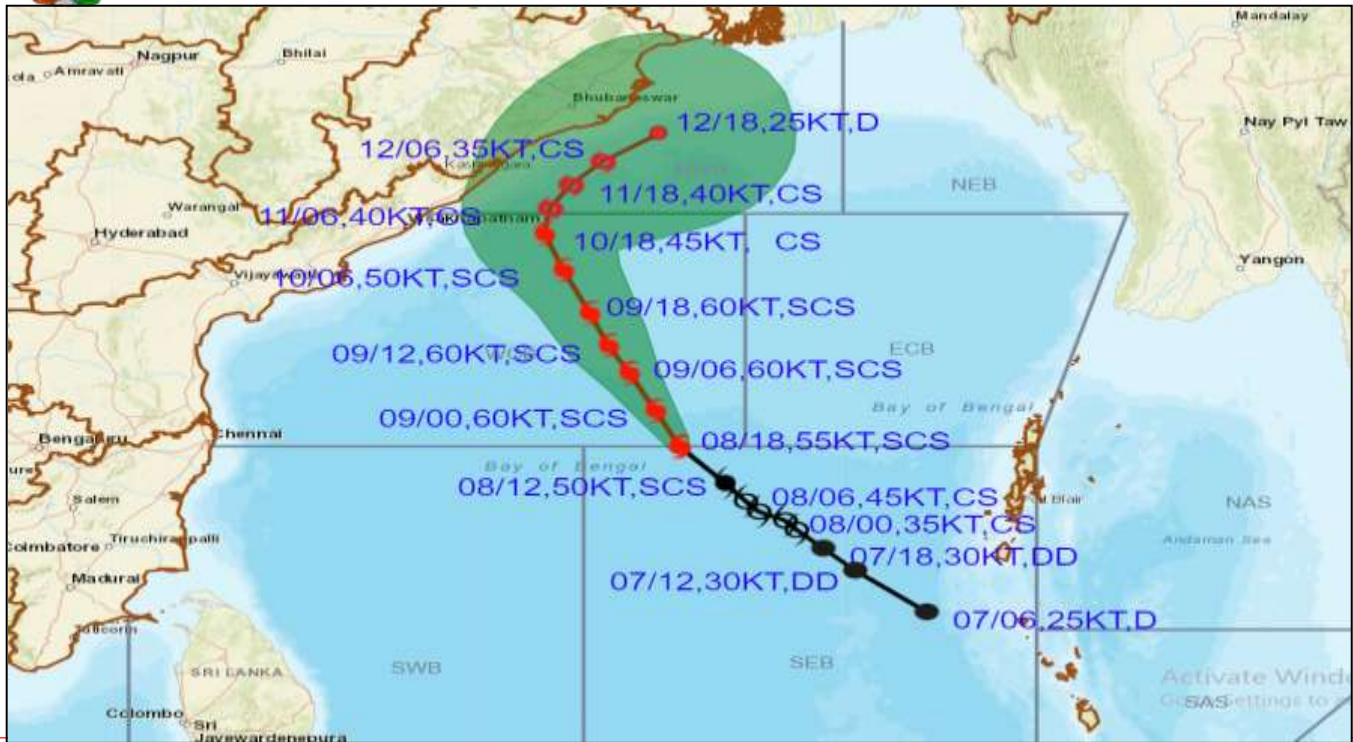 Mandalay
Nagpur
Bhilai
ola
Amravati
Bhubaneswar
12/18,25KT,D
Nay Pyi Taw
12/06,35KT,CS
NEB
11/18,40KT,CS
Warangal
11/06,40KT,CS
Hyderabad
10/18,45KT, CS
Yangon
10/06,50KT,SCS
09/18,60KT,SCS
09/12,60KT,SCS
ECB
09/06,60KT,SCS
Bay of Bengal
09/00,60KT,SCS
Bengaluru
Chennai
08/18,55KT,SCS
Bay of Bengal
08/12,50KT,SCS
Salem
08/06,45KT,CS
Blair
NAS
08/00,35KT,CS
Coimbatore
Tiruchirappalli
Andaman Sea
07/18,30KT,DD
Madurai
07/12,30KT,DD
07/06,25KT,D
SWB
SEB
SRI LANKA
Activate Wind
SAS
Settings to a
Colombo
Sri
Jayewardenepura